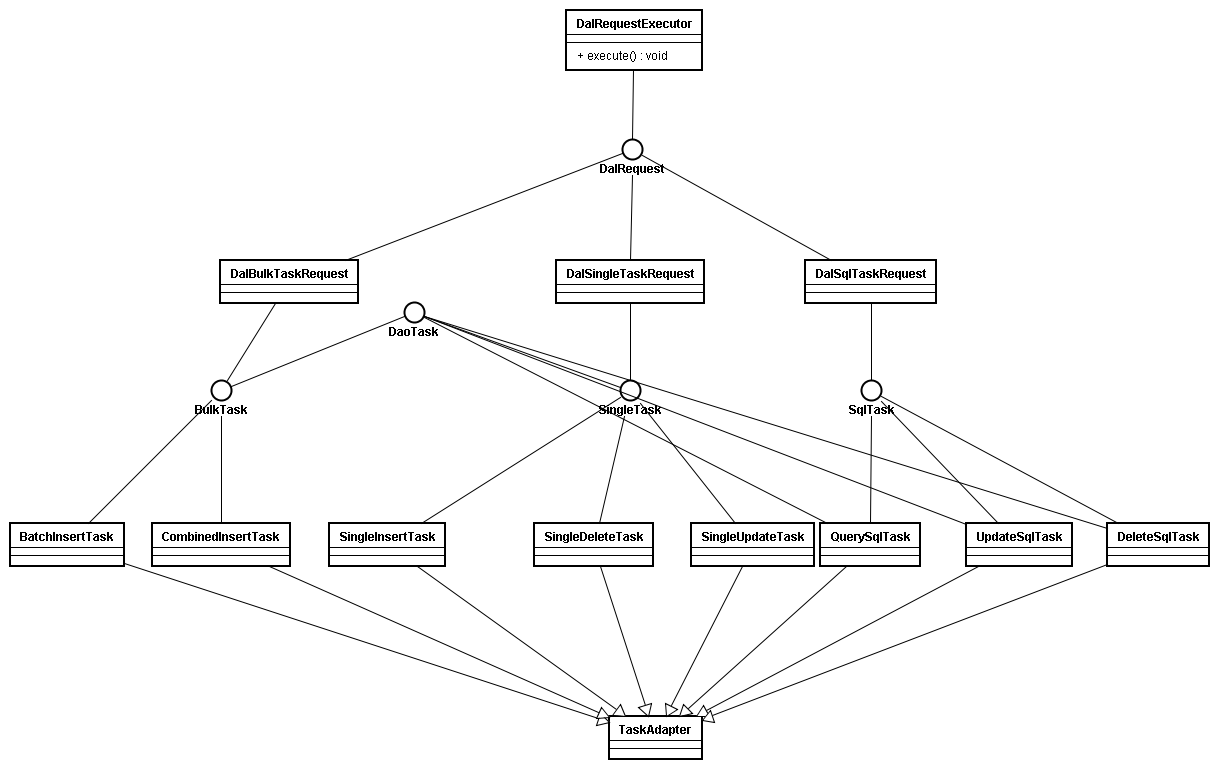 DalRequestExecutor
+ execute() : void
DalRequest
DalBulkTaskRequest
DalSingleTaskRequest
DalSqlTaskRequest
DaoTask
BulkTask
SingleTask
SqlTask
BatchInsertTask
CombinedInsertTask
SingleInsertTask
SingleDeleteTask
SingleUpdateTask
QuerySqlTask
UpdateSqlTask
DeleteSqlTask
TaskAdapter